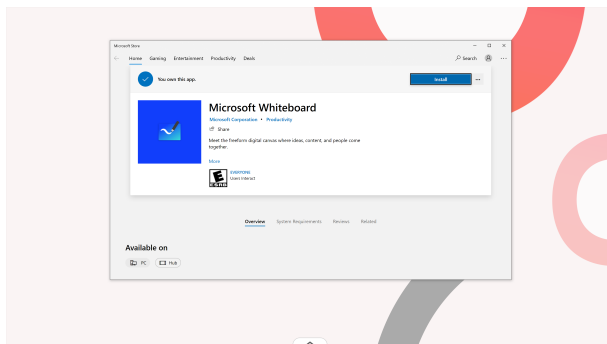 Microsoft Store
Home Gaming Entertainment Productivity Deals Search
You own this app. Install
Microsoft Whiteboard
Microsoft Corporation • Productivity
Share
Meet the freeform digital canvas where ideas, content, and people come
together.
More
E
ESRB
EVERYONE
Users Interact
Overview System Requirements Reviews Related
Available on
PC Hub